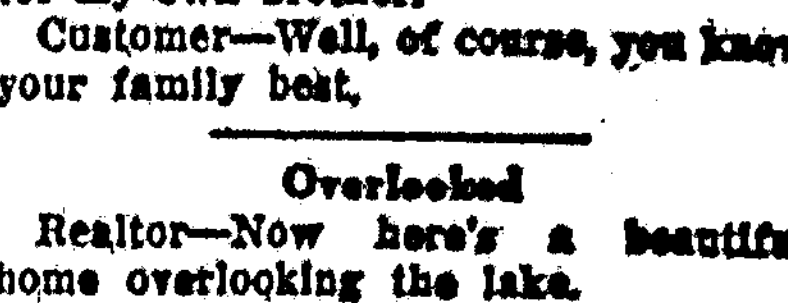 Customer—Well, of course, you know
your family best.
Overlooked
Realtor—Now here's a beautiful
home overlooking the lake.